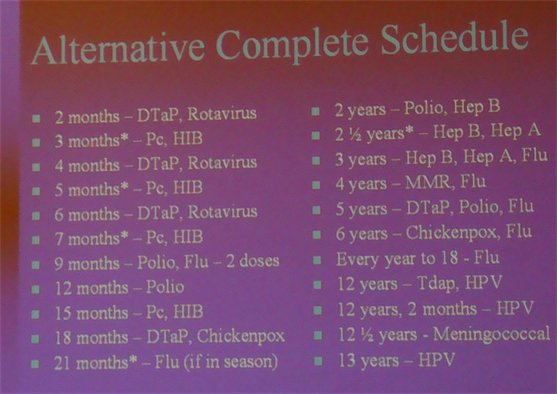 Alternative Complete Schedule
2 months – DTaP, Rotavirus
3 months* – Pc, HIB
4 months – DTaP, Rotavirus
5 months* – Pc, HIB
6 months – DTaP, Rotavirus
7 months* – Pc, HIB
9 months – Polio, Flu – 2 doses
12 months – Polio
15 months – Pc, HIB
18 months – DTaP, Chickenpox
21 months* – Flu (if in season)
2 years – Polio, Hep B
2 ½ years* – Hep B, Hep A
3 years – Hep B, Hep A, Flu
4 years – MMR, Flu
5 years – DTaP, Polio, Flu
6 years – Chickenpox, Flu
Every year to 18 - Flu
12 years – Tdap, HPV
12 years, 2 months – HPV
12 ½ years - Meningococcal
13 years – HPV